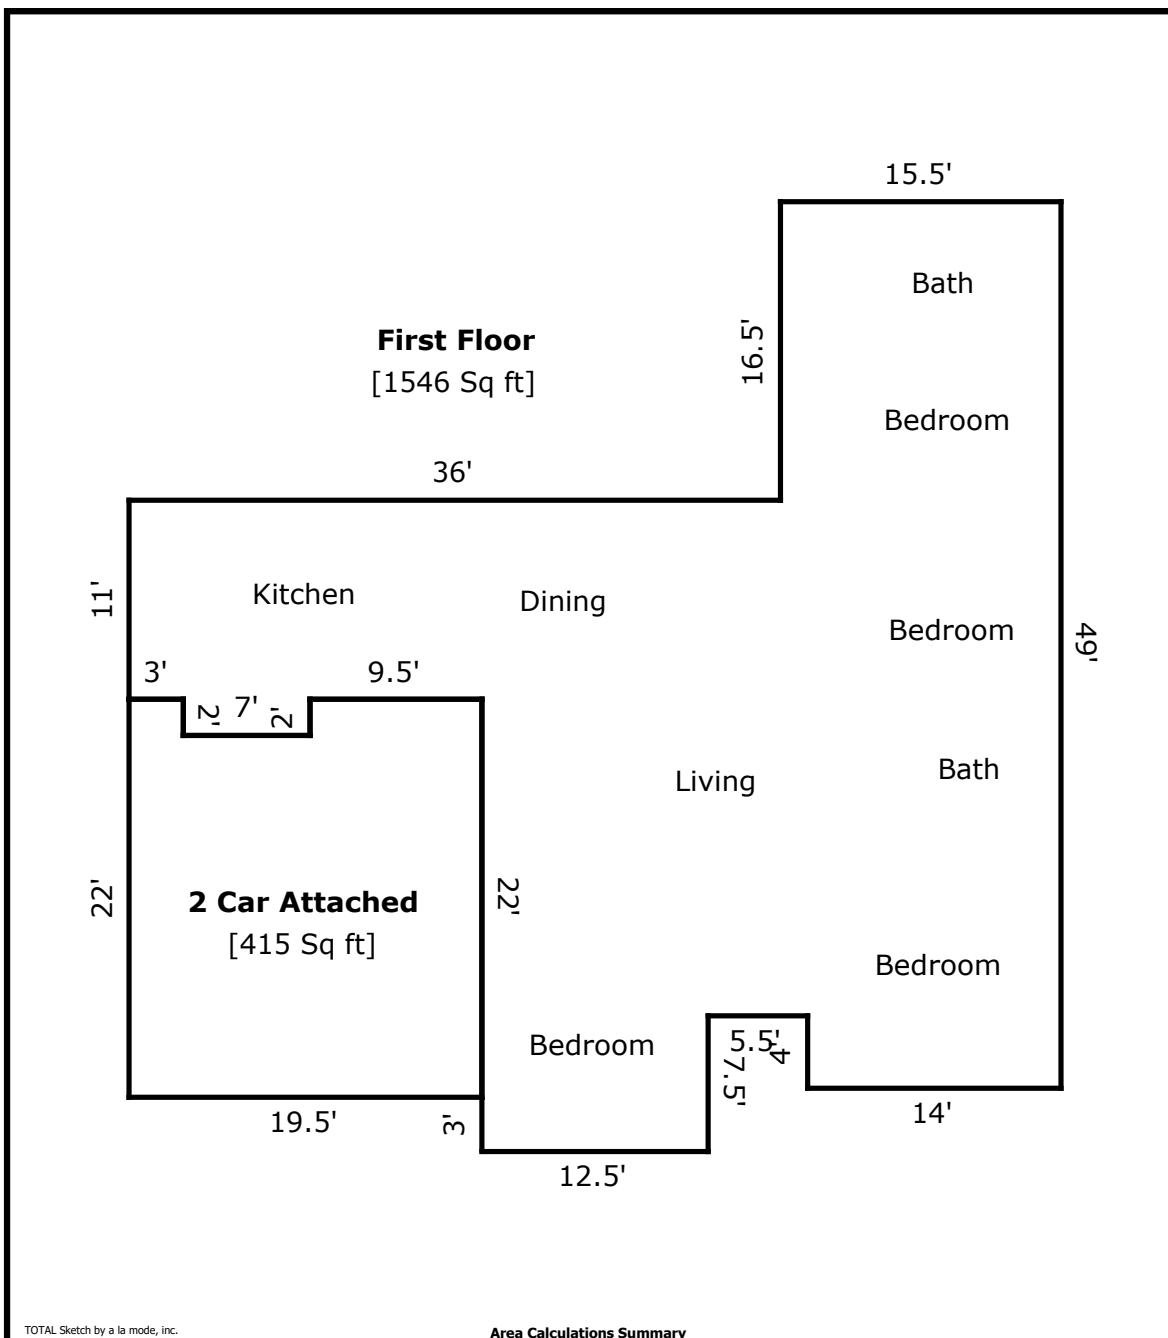 15.5'
Bath
16.5'
First Floor
[1546 Sq ft]
Bedroom
36'
11'
Kitchen
Dining
Bedroom
49'
3'
9.5'
2'
7'
2'
Living
Bath
22'
2 Car Attached
22'
[415 Sq ft]
Bedroom
Bedroom
5.5'
4'
7.5'
19.5'
3'
14'
12.5'
TOTAL Sketch by a la mode, inc.
Area Calculations Summary